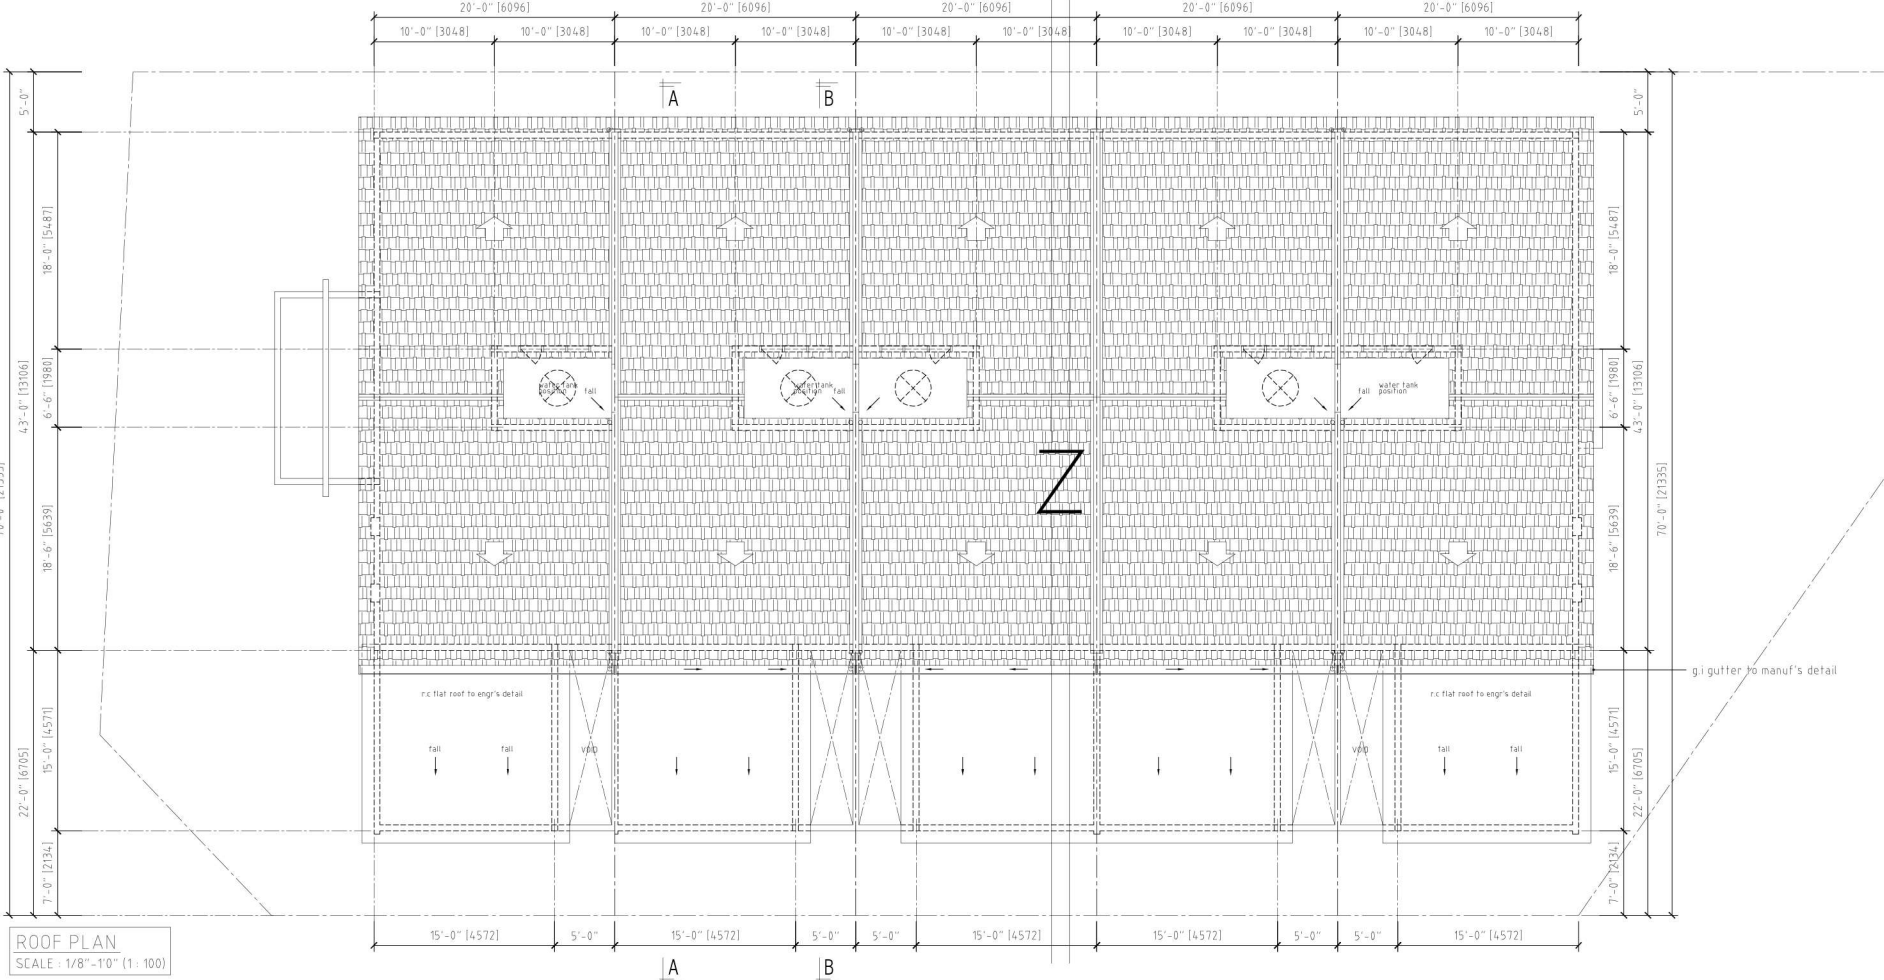 20'-0" [6096]
20'-0" [6096]
20'-0" [6096]
20'-0" [6096]
20'-0" [6096]
10'-0" [3048]
10'-0" [3048]
10'-0" [3048]
10'-0" [3048]
10'-0" [3048]
10'-0" [3048]
10'-0" [3048]
10'-0" [3048]
10'-0" [3048]
10'-0" [3048]
A
B
5'-0"
5'-0"
18'-0" [5487]
18'-0" [5487]
43'-0" [13106]
6'-6" [1980]
6'-6" [1980]
43'-0" [13106]
water tank
position
fall
water tank
position
fall
fall
water tank
position
Z
18'-6" [5639]
18'-6" [5639]
70'-0" [21335]
g.i gutter to manuf's detail
r.c flat roof to engr's detail
r.c flat roof to engr's detail
fall
fall
VOID
VOID
fall
fall
22'-0" [6705]
15'-0" [4571]
15'-0" [4571]
22'-0" [6705]
7'-0" [2134]
7'-0" [2134]
15'-0" [4572]
5'-0"
15'-0" [4572]
5'-0"
5'-0"
15'-0" [4572]
15'-0" [4572]
5'-0"
5'-0"
15'-0" [4572]
ROOF PLAN
SCALE : 1/8"-1'0" (1 : 100)
A
B